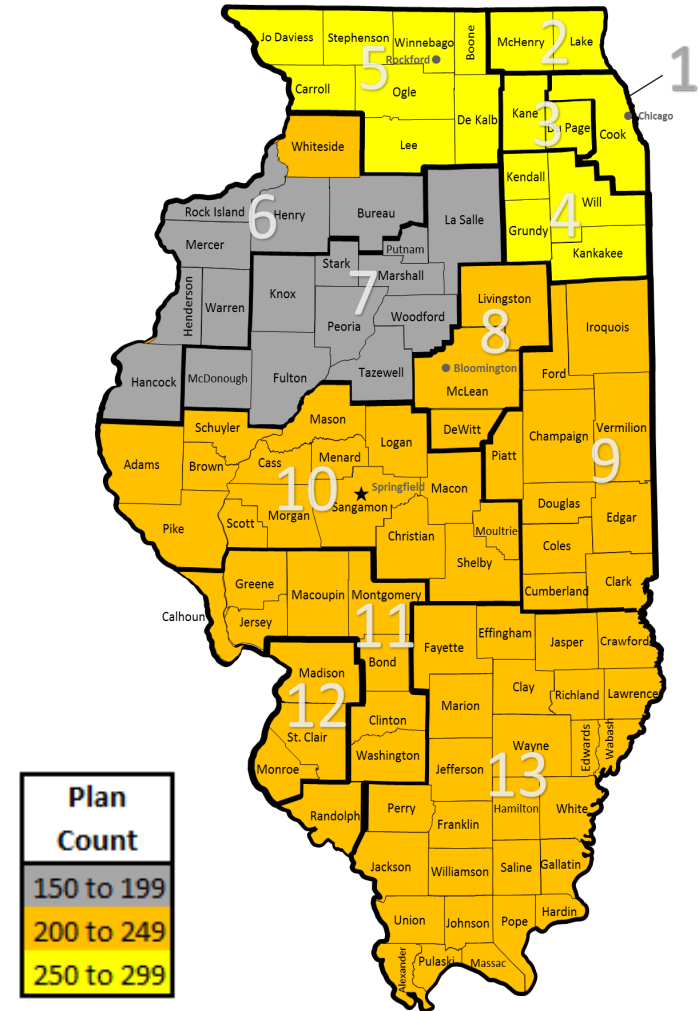 Jo Daviess
Stephenson
Winnebago
Boone
McHenry
Lake
2
5
Rockford
1
Carroll
Ogle
De Kalb
Kane
3
Du Page
Cook
Chicago
Whiteside
Lee
Kendall
Will
4
Rock Island
6
Henry
Bureau
La Salle
Grundy
Mercer
Putnam
Kankakee
Stark
Marshall
7
Henderson
Warren
Knox
Peoria
Woodford
Livingston
8
Iroquois
Hancock
McDonough
Fulton
Tazewell
Bloomington
McLean
Ford
Schuyler
Mason
Logan
DeWitt
Champaign
Vermilion
Adams
Brown
Cass
Menard
Piatt
9
10
Springfield
Macon
Sangamon
Pike
Scott
Morgan
Christian
Moultrie
Douglas
Edgar
Coles
Shelby
Greene
Macoupin
Montgomery
Cumberland
Clark
Calhoun
Jersey
11
Fayette
Effingham
Jasper
Crawford
Madison
Bond
12
Clay
Richland
Lawrence
Marion
St. Clair
Clinton
Wayne
Edwards
Wabash
Washington
Monroe
Jefferson
13
Randolph
Perry
Hamilton
White
Franklin
Jackson
Williamson
Saline
Gallatin
Union
Johnson
Pope
Hardin
Alexander
Pulaski
Massac
Plan
Count
150 to 199
200 to 249
250 to 299